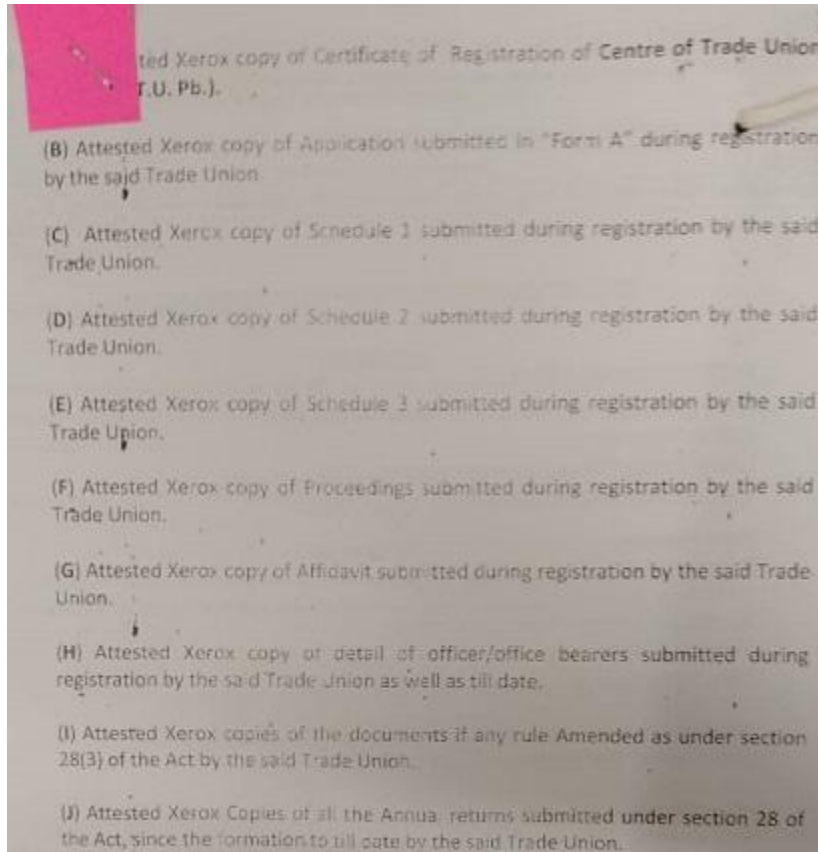 ted Xerox copy of Certificate of Registration of Centre of Trade Union
T.U. Pb.).
(B) Attested Xerox copy of Application submitted in "Form A" during registration
by the said Trade Union
(C) Attested Xerox copy of Schedule 1 submitted during registration by the said
Trade Union.
(D) Attested Xerox copy of Schedule 2 submitted during registration by the said
Trade Union.
(E) Attested Xerox copy of Schedule 3 submitted during registration by the said
Trade Union.
(F) Attested Xerox copy of Proceedings submitted during registration by the said
Trade Union.
(G) Attested Xerox copy of Affidavit submitted during registration by the said Trade
Union.
(H) Attested Xerox copy of detail of officer/office bearers submitted during
registration by the said Trade Union as well as till date.
(I) Attested Xerox copies of the documents if any rule Amended as under section
28(3) of the Act by the said Trade Union.
(J) Attested Xerox Copies of all the Annual returns submitted under section 28 of
the Act, since the formation to till date by the said Trade Union.